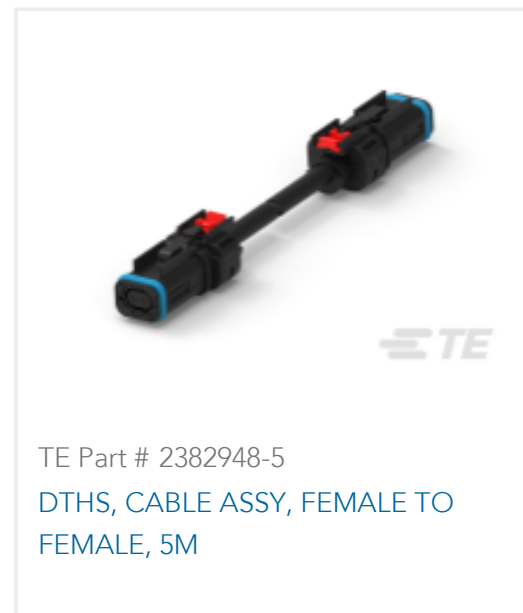 TE
TE Part # 2382948-5
DTHS, CABLE ASSY, FEMALE TO
FEMALE, 5M